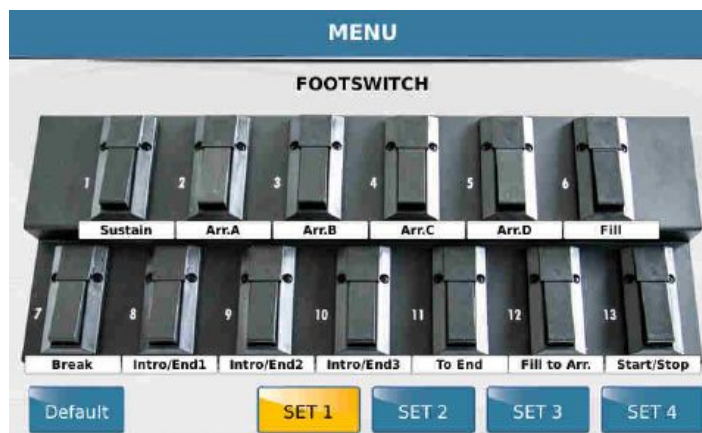 MENU
FOOTSWITCH
1 2 3 4 5 6
Sustain Arr.A Arr.B Arr.C Arr.D Fill
7 8 9 10 11 12 13
Break Intro/End1 Intro/End2 Intro/End3 To End Fill to Arr. Start/Stop
Default SET 1 SET 2 SET 3 SET 4